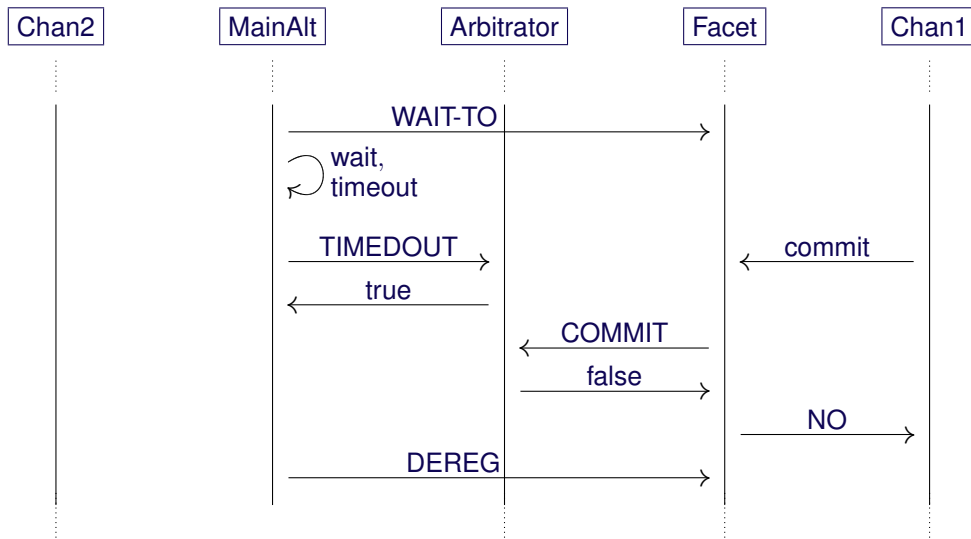 Chan2 MainAlt Arbitrator Facet Chan1
WAIT-TO
wait,
timeout
TIMEDOUT commit
true
COMMIT
false
NO
DEREG